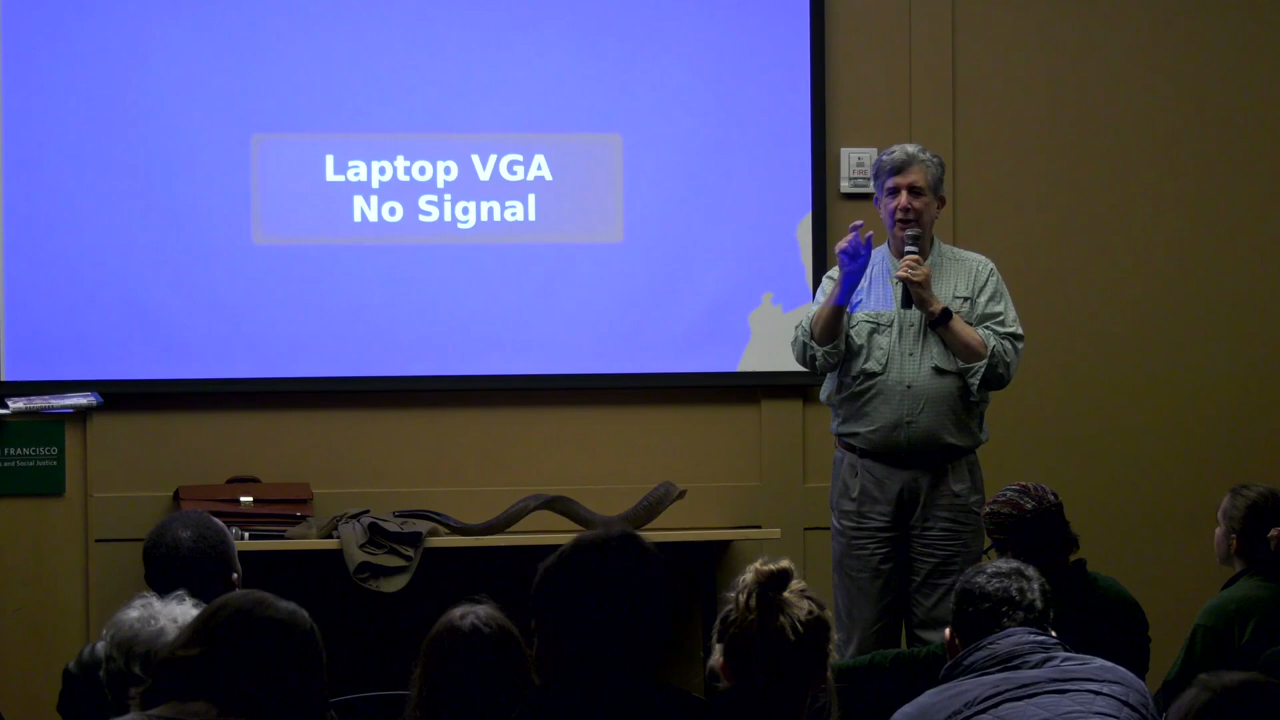 Laptop VGA
No Signal
FIRE
FRANCISCO
and Social Justice